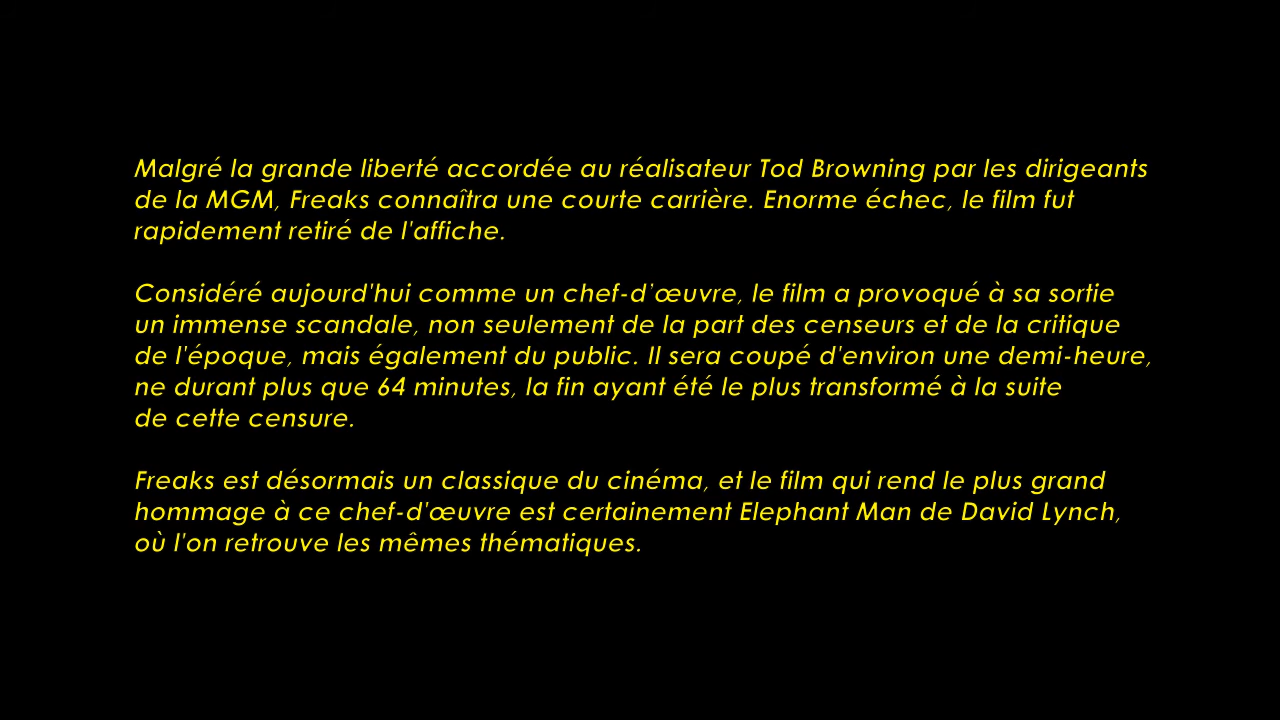 Malgré la grande liberté accordée au réalisateur Tod Browning par les dirigeants
de la MGM, Freaks connaîtra une courte carrière. Enorme échec, le film fut
rapidement retiré de l'affiche.
Considéré aujourd'hui comme un chef-d’œuvre, le film a provoqué à sa sortie
un immense scandale, non seulement de la part des censeurs et de la critique
de l'époque, mais également du public. Il sera coupé d'environ une demi-heure,
ne durant plus que 64 minutes, la fin ayant été le plus transformé à la suite
de cette censure.
Freaks est désormais un classique du cinéma, et le film qui rend le plus grand
hommage à ce chef-d'œuvre est certainement Elephant Man de David Lynch,
où l'on retrouve les mêmes thématiques.